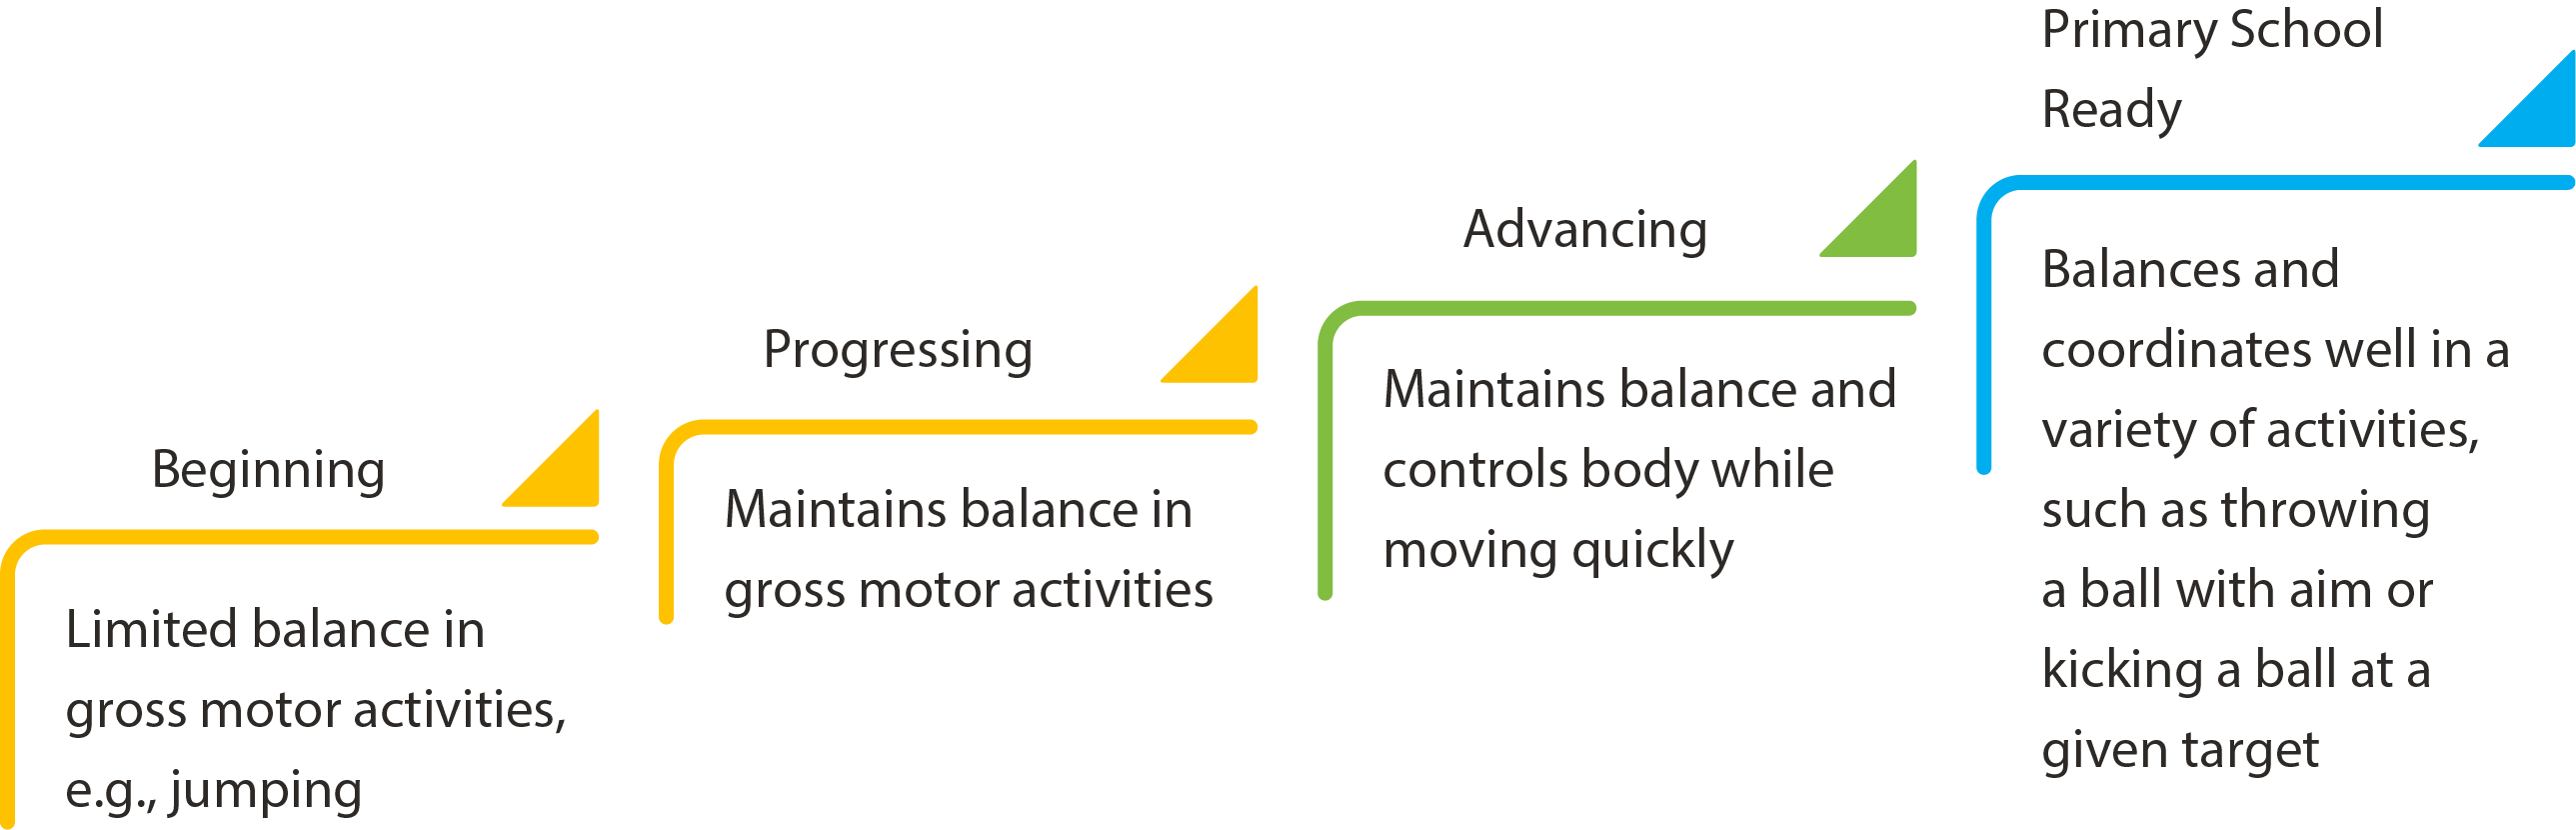 Beginning
Limited balance in
gross motor activities,
e.g., jumping
Progressing
Maintains balance in
gross motor activities
Advancing
Maintains balance and
controls body while
moving quickly
Primary School
Ready
Balances and
coordinates well in a
variety of activities,
such as throwing
a ball with aim or
kicking a ball at a
given target